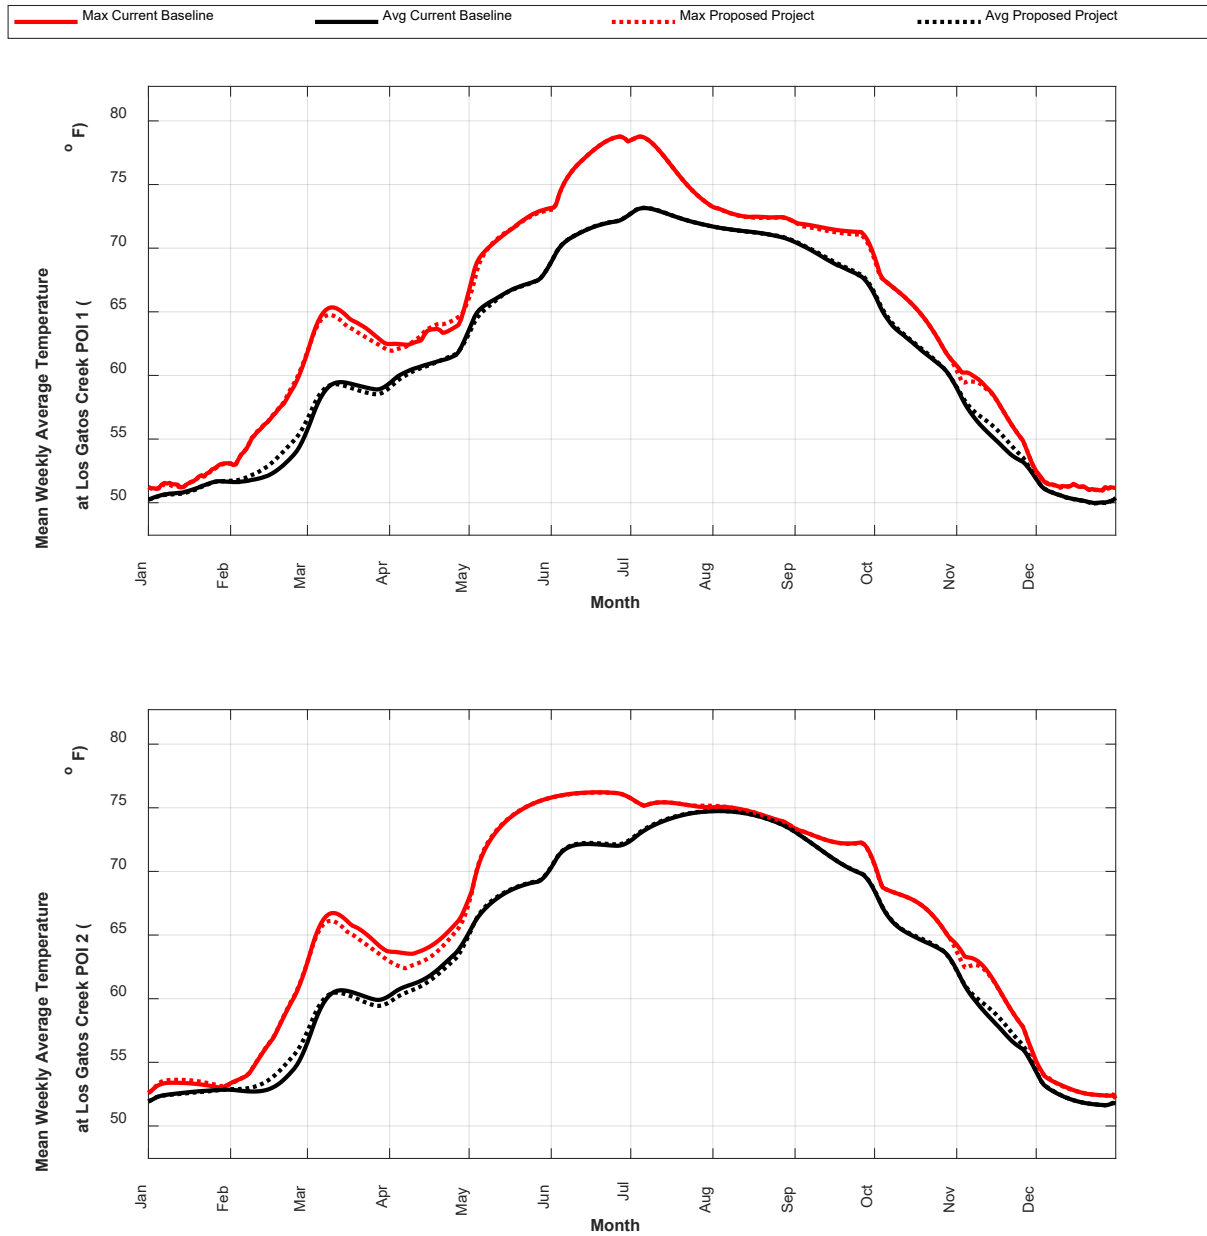 Max Current Baseline Avg Current Baseline Max Proposed Project Avg Proposed Project
80
75
70
65
60
55
50
Mean Weekly Average Temperature
at Los Gatos Creek POI 1 (
o F)
Jan Feb Mar Apr May Jun Jul Aug Sep Oct Nov Dec
Month
80
75
70
65
60
55
50
Mean Weekly Average Temperature
at Los Gatos Creek POI 2 (
o F)
Jan Feb Mar Apr May Jun Jul Aug Sep Oct Nov Dec
Month